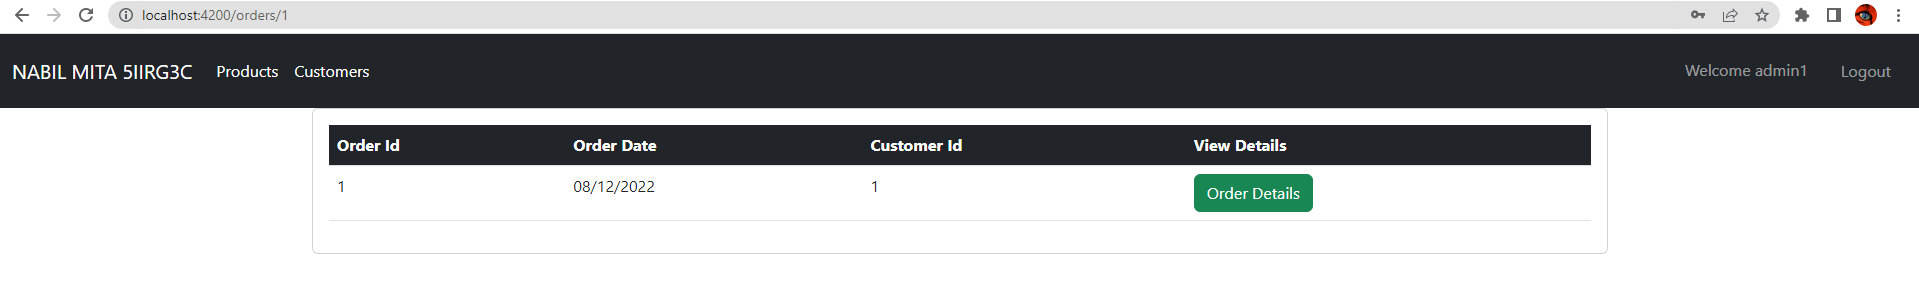 localhost:4200/orders/1
NABIL MITA 5IIRG3C Products Customers Welcome admin1 Logout
Order Id Order Date Customer Id View Details
1 08/12/2022 1 Order Details